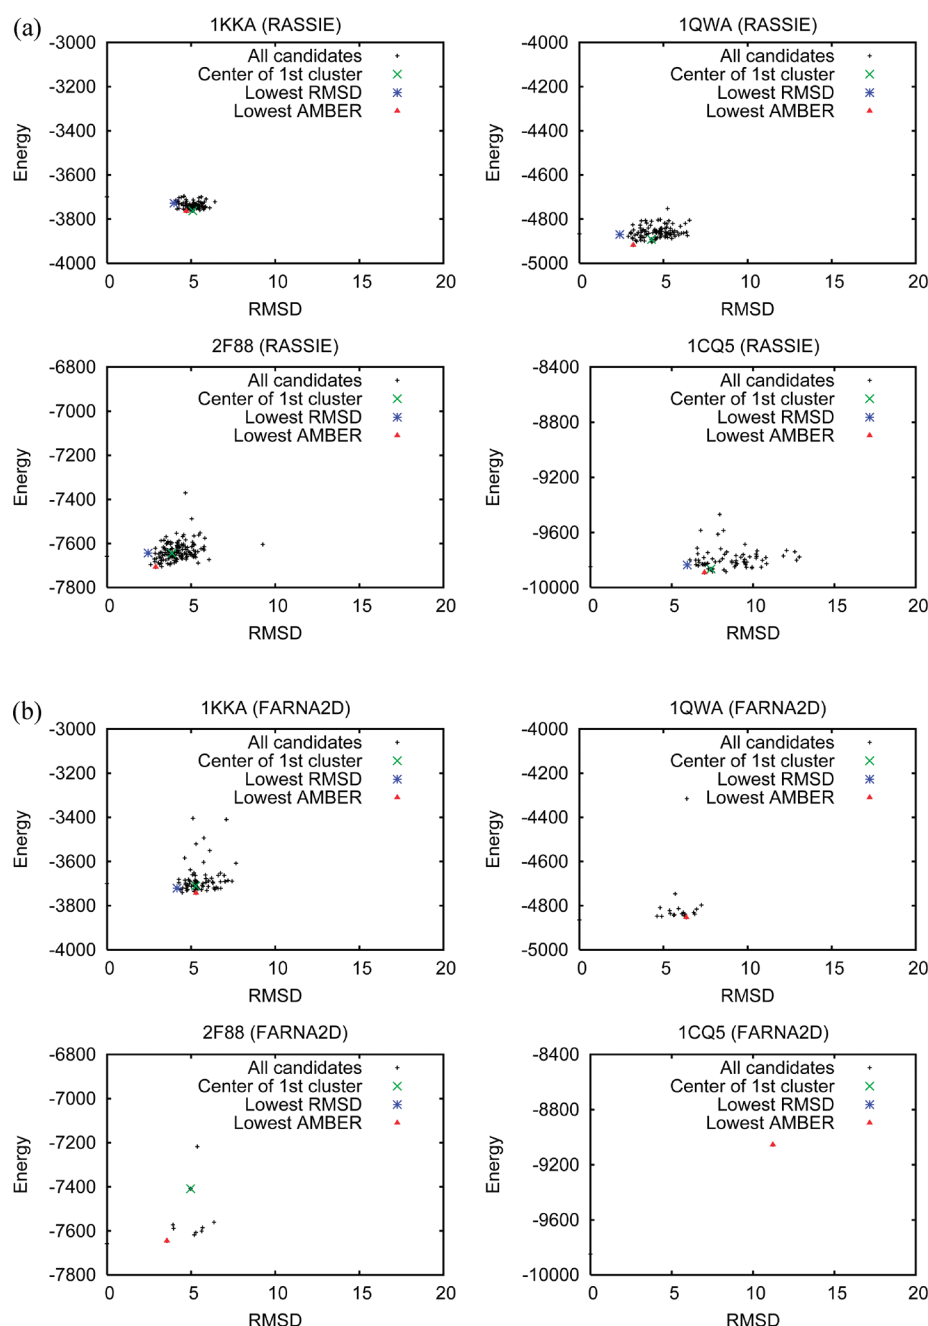 (a)
1KKA (RASSIE)
-3000
-3200
-3400
-3600
-3800
-4000
Energy
All candidates
Center of 1st cluster
Lowest RMSD
Lowest AMBER
0 5 10 15 20
RMSD
1QWA (RASSIE)
-4000
-4200
-4400
-4600
-4800
-5000
Energy
All candidates
Center of 1st cluster
Lowest RMSD
Lowest AMBER
0 5 10 15 20
RMSD
2F88 (RASSIE)
-6800
-7000
-7200
-7400
-7600
-7800
Energy
All candidates
Center of 1st cluster
Lowest RMSD
Lowest AMBER
0 5 10 15 20
RMSD
1CQ5 (RASSIE)
-8400
-8800
-9200
-9600
-10000
Energy
All candidates
Center of 1st cluster
Lowest RMSD
Lowest AMBER
0 5 10 15 20
RMSD
(b)
1KKA (FARNA2D)
-3000
-3200
-3400
-3600
-3800
-4000
Energy
All candidates
Center of 1st cluster
Lowest RMSD
Lowest AMBER
0 5 10 15 20
RMSD
1QWA (FARNA2D)
-4000
-4200
-4400
-4600
-4800
-5000
Energy
All candidates
Center of 1st cluster
Lowest RMSD
Lowest AMBER
0 5 10 15 20
RMSD
2F88 (FARNA2D)
-6800
-7000
-7200
-7400
-7600
-7800
Energy
All candidates
Center of 1st cluster
Lowest RMSD
Lowest AMBER
0 5 10 15 20
RMSD
1CQ5 (FARNA2D)
-8400
-8800
-9200
-9600
-10000
Energy
All candidates
Center of 1st cluster
Lowest RMSD
Lowest AMBER
0 5 10 15 20
RMSD